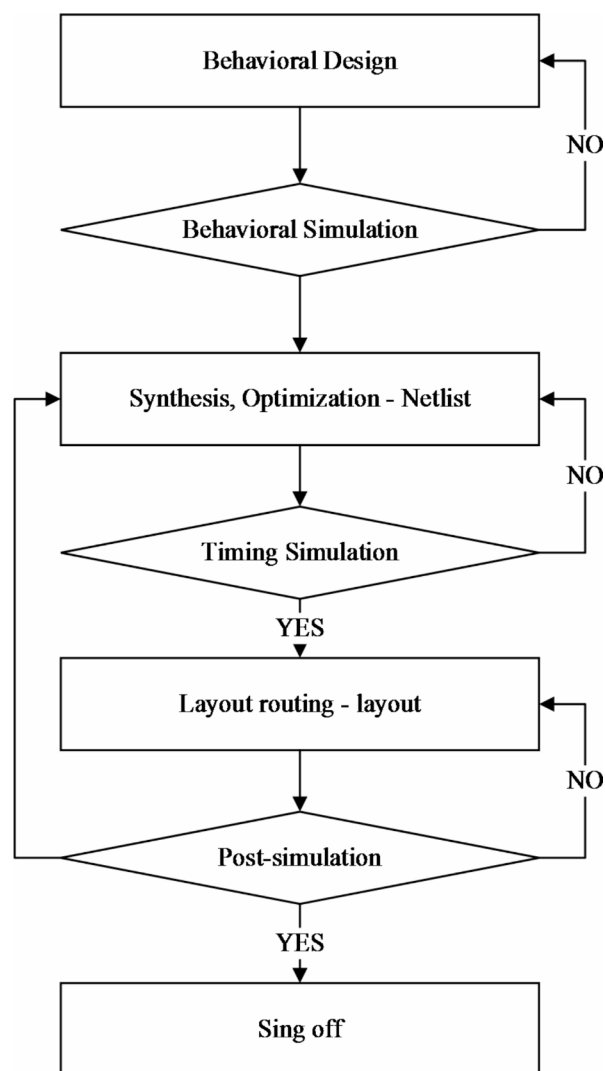 Behavioral Design
NO
Behavioral Simulation
Synthesis, Optimization - Netlist
NO
Timing Simulation
YES
Layout routing - layout
NO
Post-simulation
YES
Sing off